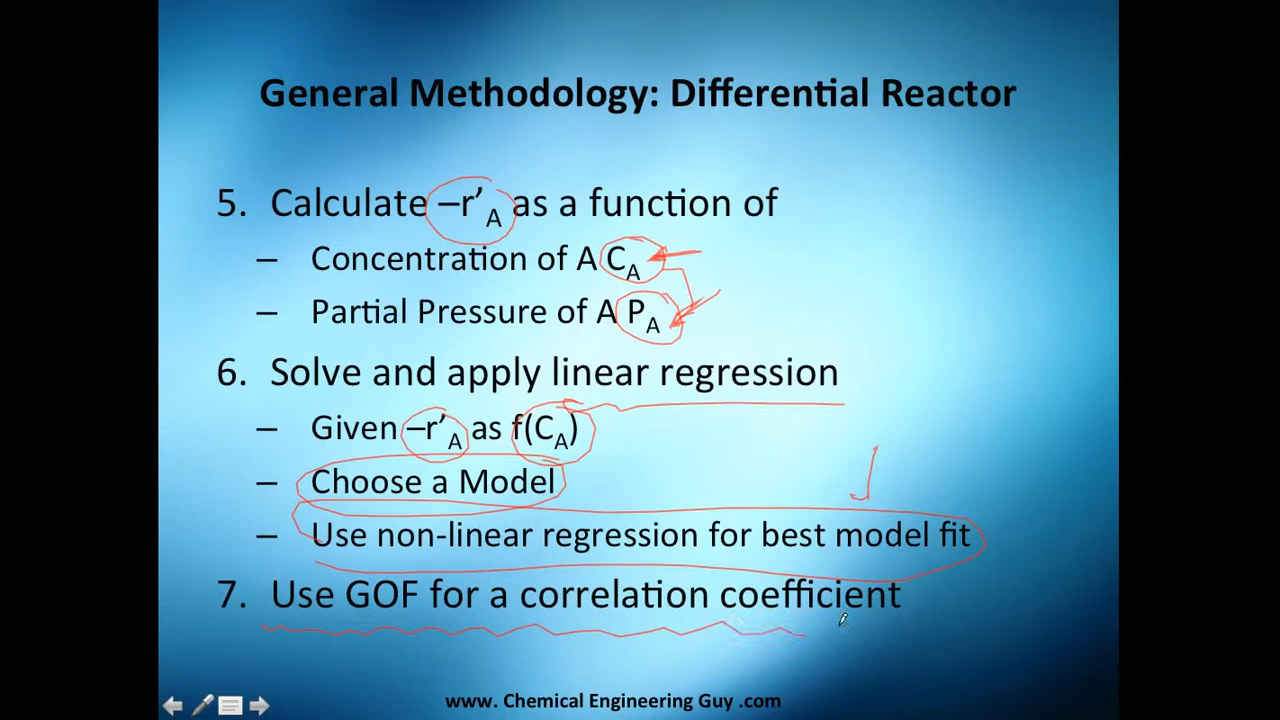 General Methodology: Differential Reactor
5. Calculate –r’A as a function of
– Concentration of A CA
– Partial Pressure of A PA
6. Solve and apply linear regression
– Given –r’A as f(CA)
– Choose a Model
– Use non-linear regression for best model fit
7. Use GOF for a correlation coefficient
www. Chemical Engineering Guy .com